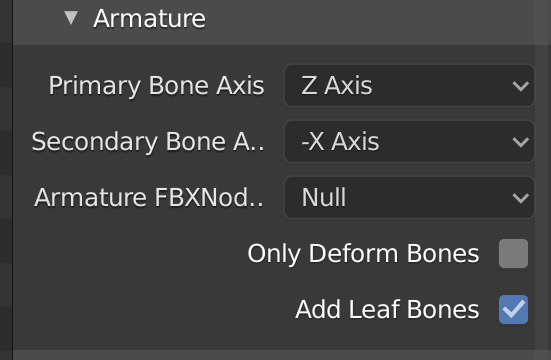 Armature
Primary Bone Axis Z Axis
Secondary Bone A.. -X Axis
Armature FBXNod.. Null
Only Deform Bones
Add Leaf Bones